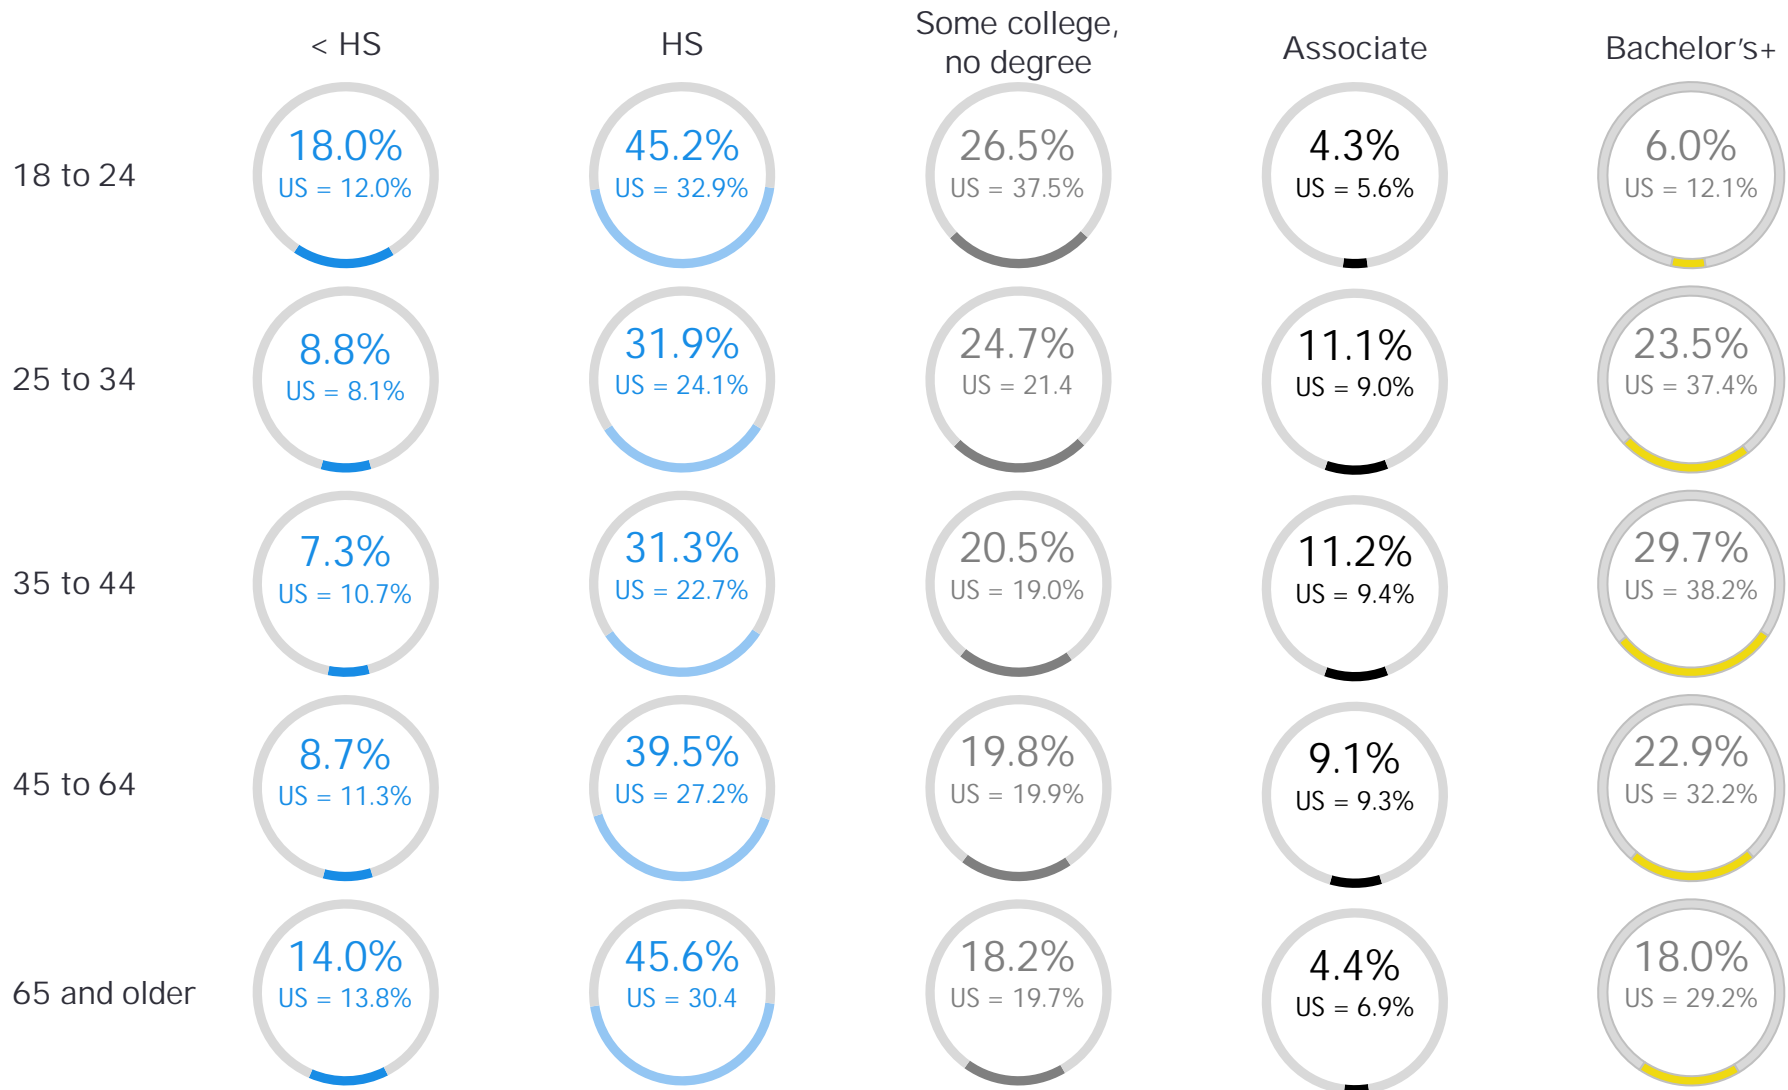 < HS
HS
Some college,
no degree
Associate
Bachelor's+
18 to 24
18.0%
US = 12.0%
45.2%
US = 32.9%
26.5%
US = 37.5%
4.3%
US = 5.6%
6.0%
US = 12.1%
25 to 34
8.8%
US = 8.1%
31.9%
US = 24.1%
24.7%
US = 21.4
11.1%
US = 9.0%
23.5%
US = 37.4%
35 to 44
7.3%
US = 10.7%
31.3%
US = 22.7%
20.5%
US = 19.0%
11.2%
US = 9.4%
29.7%
US = 38.2%
45 to 64
8.7%
US = 11.3%
39.5%
US = 27.2%
19.8%
US = 19.9%
9.1%
US = 9.3%
22.9%
US = 32.2%
65 and older
14.0%
US = 13.8%
45.6%
US = 30.4
18.2%
US = 19.7%
4.4%
US = 6.9%
18.0%
US = 29.2%